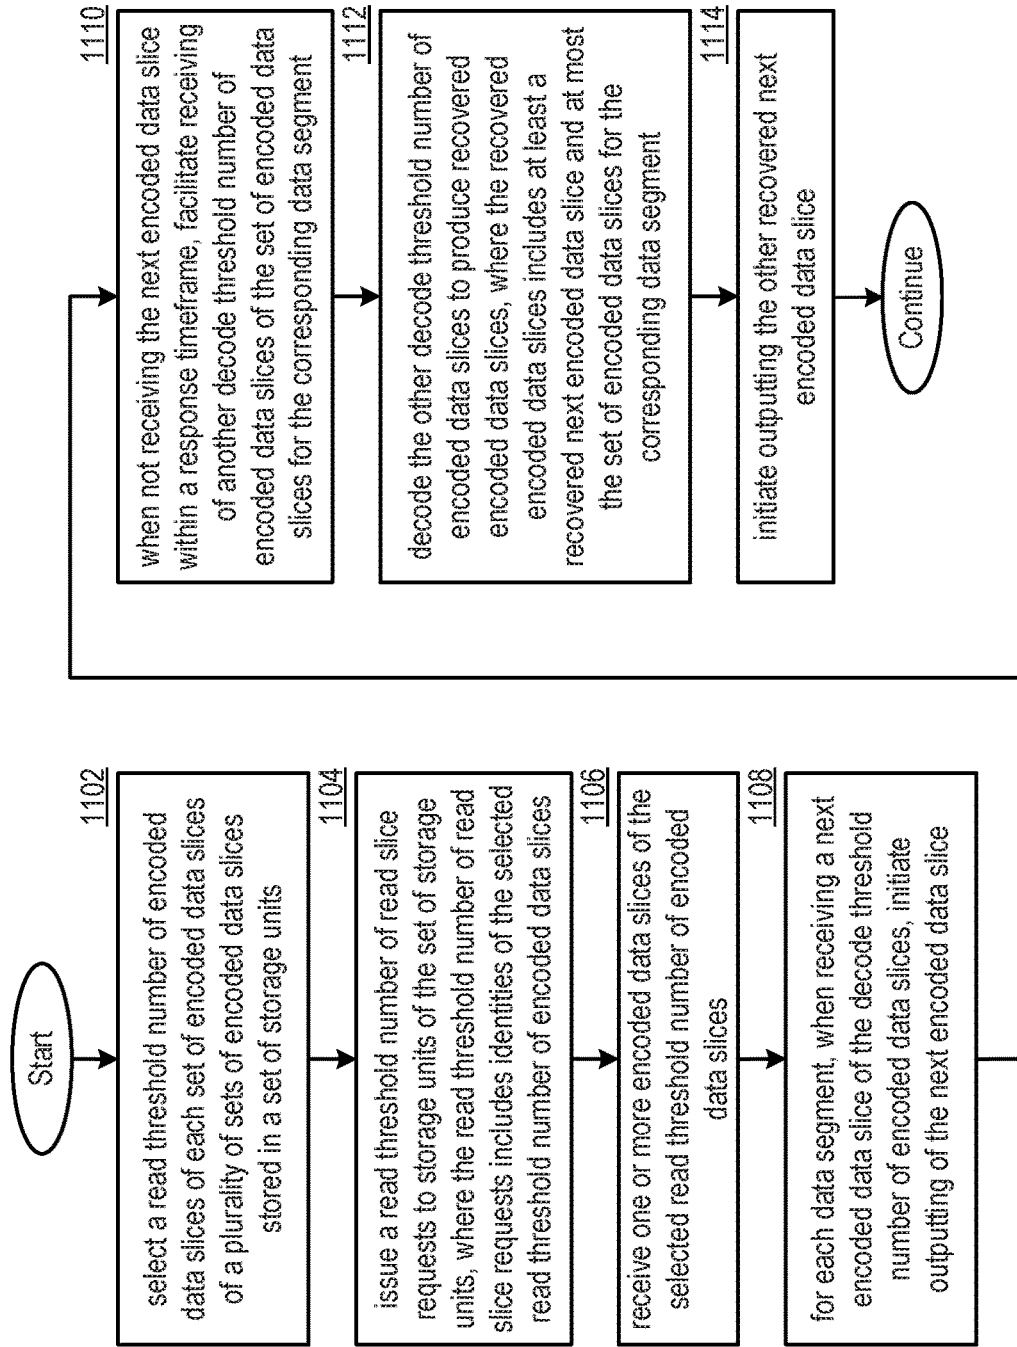 Start
1102
select a read threshold number of encoded
data slices of each set of encoded data slices
of a plurality of sets of encoded data slices
stored in a set of storage units
1104
issue a read threshold number of read slice
requests to storage units of the set of storage
units, where the read threshold number of read
slice requests includes identities of the selected
read threshold number of encoded data slices
1106
receive one or more encoded data slices of the
selected read threshold number of encoded
data slices
1108
for each data segment, when receiving a next
encoded data slice of the decode threshold
number of encoded data slices, initiate
outputting of the next encoded data slice
1110
when not receiving the next encoded data slice
within a response timeframe, facilitate receiving
of another decode threshold number of
encoded data slices of the set of encoded data
slices for the corresponding data segment
1112
decode the other decode threshold number of
encoded data slices to produce recovered
encoded data slices, where the recovered
encoded data slices includes at least a
recovered next encoded data slice and at most
the set of encoded data slices for the
corresponding data segment
1114
initiate outputting the other recovered next
encoded data slice
Continue